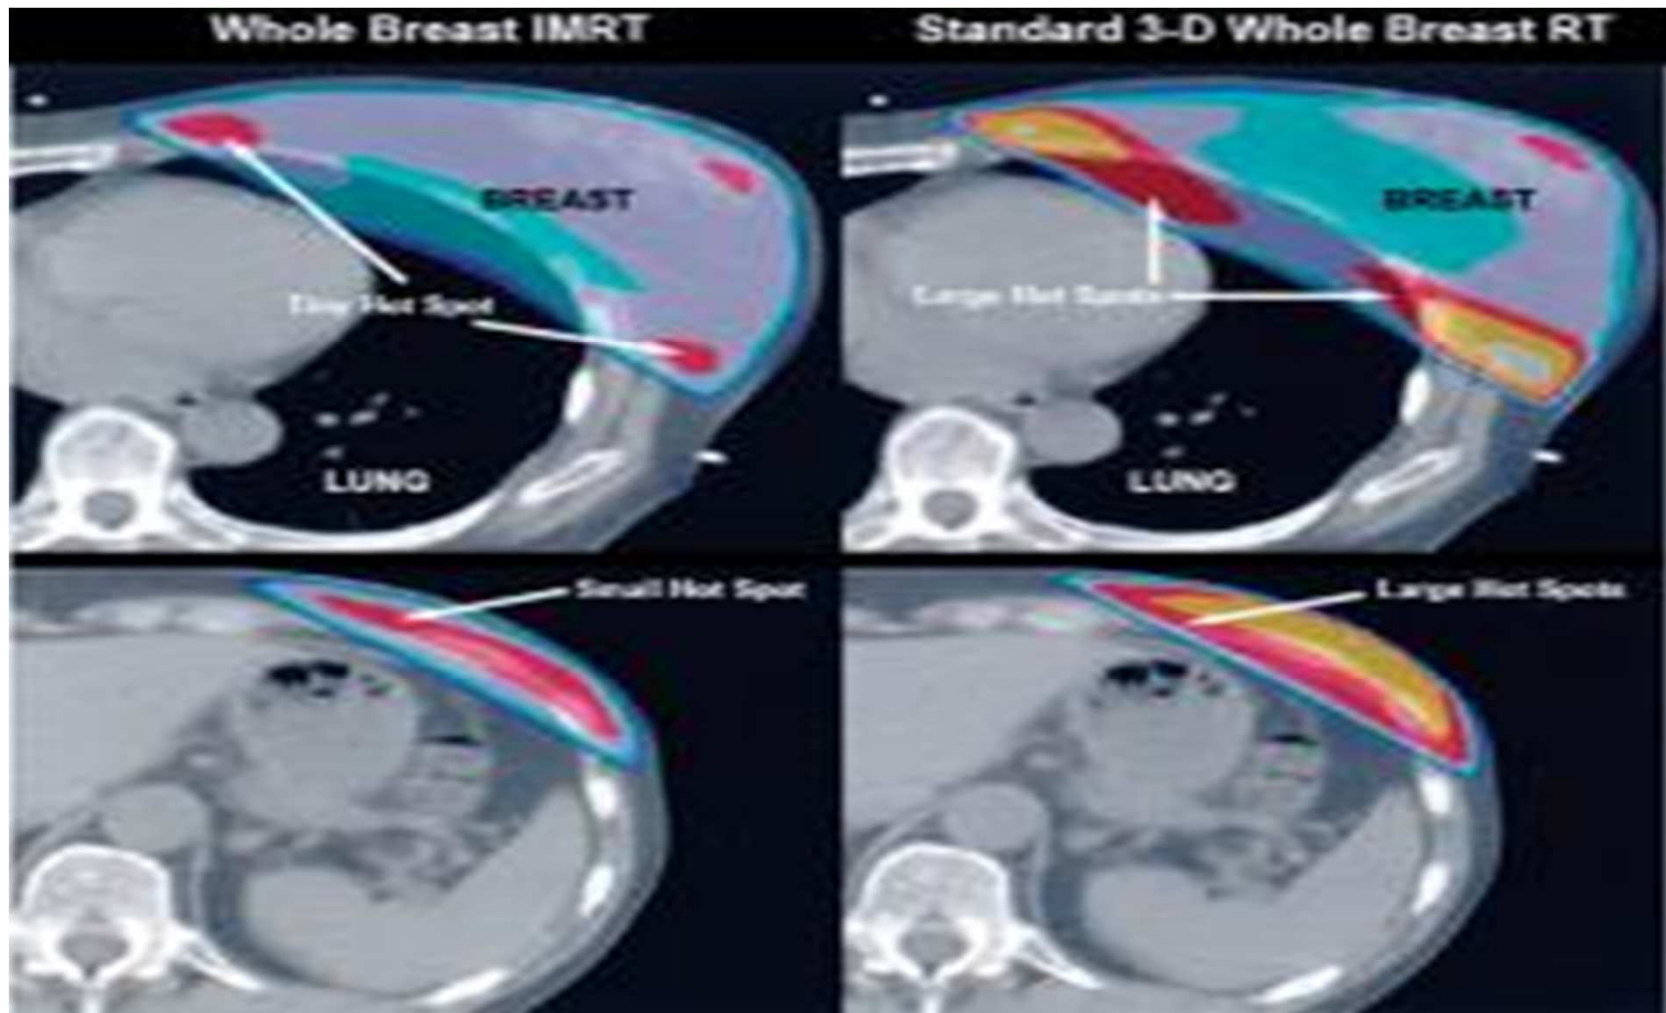 Whole Breast IMRT
Standard 3-D Whole Breast RT
BREAST
Tiny Hot Spot
LUNG
BREAST
Large Hot Spots
LUNG
Small Hot Spot
Large Hot Spots